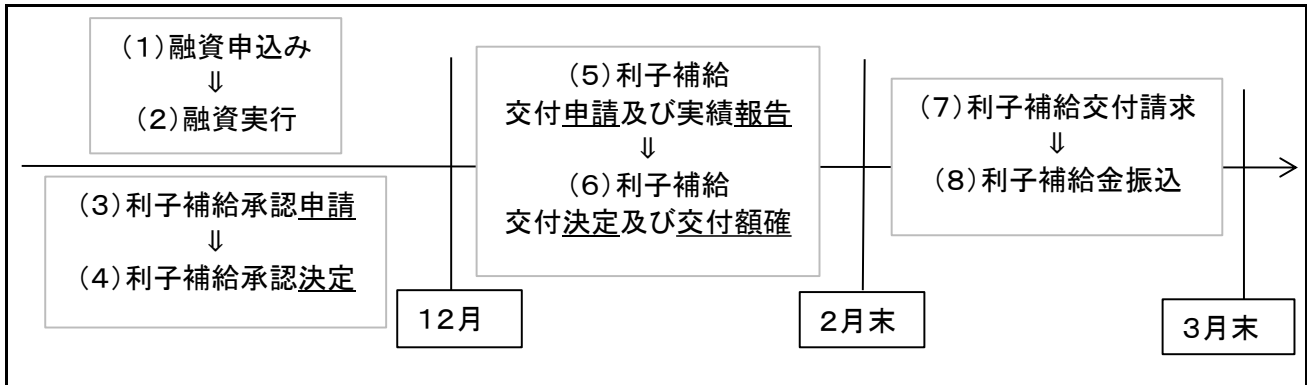 （１）融資申込み
⇓
（２）融資実行
（３）利子補給承認申請
⇓
（４）利子補給承認決定
１２月
（５）利子補給
交付申請及び実績報告
⇓
（６）利子補給
交付決定及び交付額確
２月末
（７）利子補給交付請求
⇓
（８）利子補給金振込
３月末